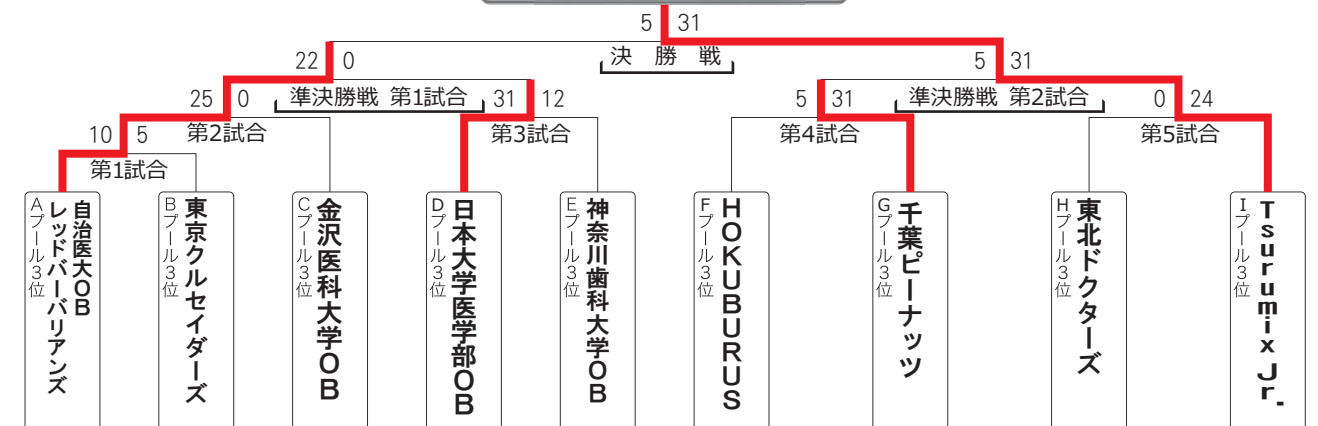 5 31
決 勝 戦
22 0
5 31
準決勝戦 第1試合
準決勝戦 第2試合
25 0
31 12
5 31
0 24
第2試合
第3試合
第4試合
第5試合
10 5
第1試合
Aプール3位
自治医大OB
レッドバーバリアンズ
Bプール3位
東京クルセイダーズ
Cプール3位
金沢医科大学OB
Dプール3位
日本大学医学部OB
Eプール3位
神奈川歯科大学OB
Fプール3位
HOKUBURUS
Gプール3位
千葉ピーナッツ
Hプール3位
東北ドクターズ
Iプール3位
Tsurumix Jr.